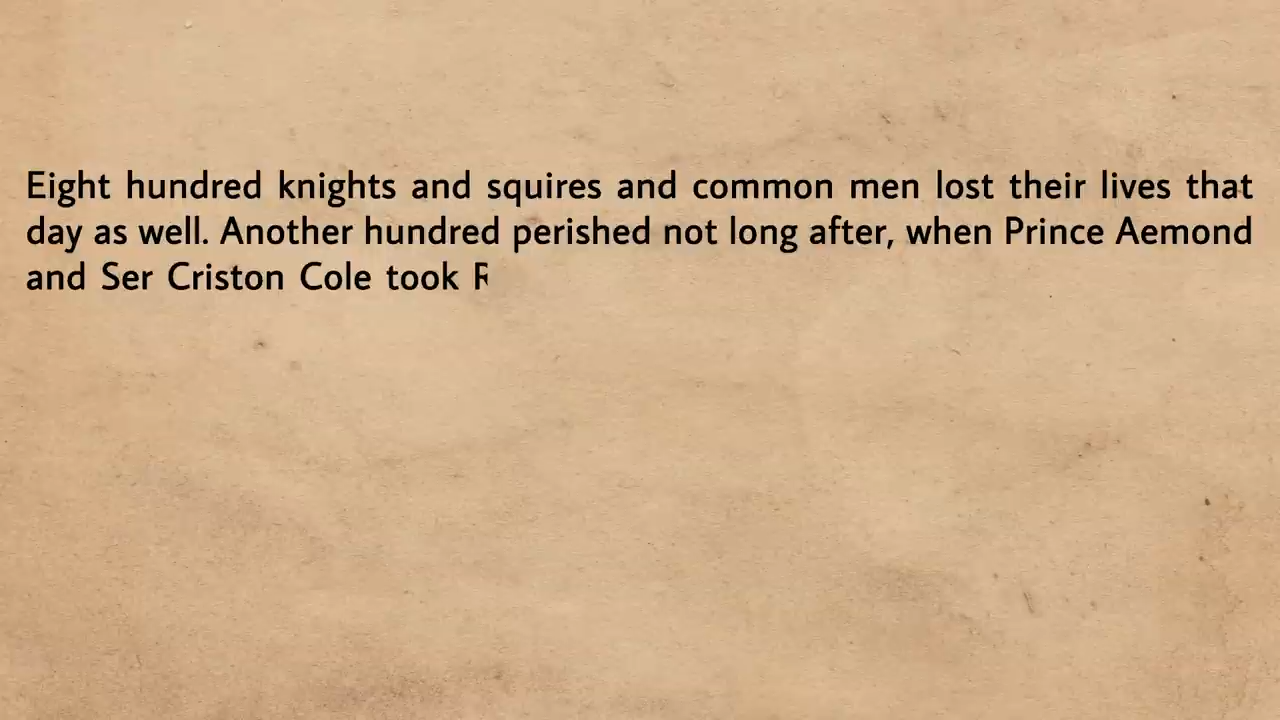 Eight hundred knights and squires and common men lost their lives that
day as well. Another hundred perished not long after, when Prince Aemond
and Ser Criston Cole took